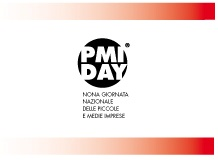 PMI
DAY®
NONA GIORNATA
NAZIONALE
DELLE PICCOLE
E MEDIE IMPRESE